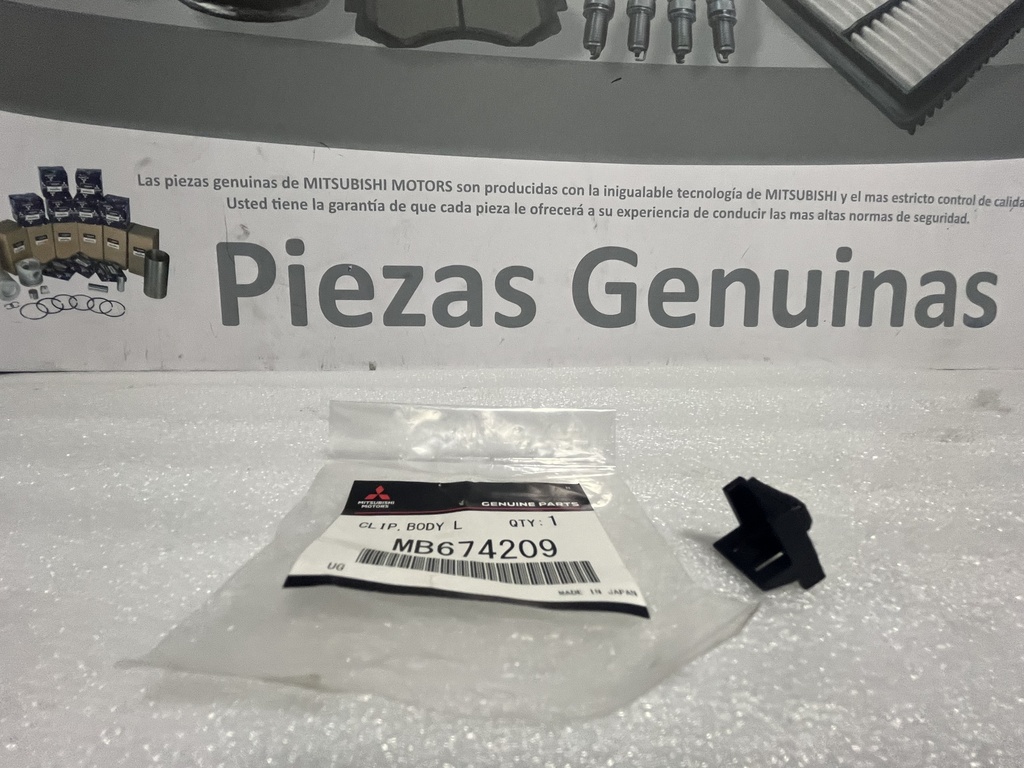 Las piezas genuinas de MITSUBISHI MOTORS son producidas con la inigualable tecnología de MITSUBISHI y el mas estricto control de calida
Usted tiene la garantía de que cada pieza le ofrecerá a su experiencia de conducir las mas altas normas de seguridad.
Piezas Genuinas
MITSUBISHI
MOTORS
GENUINE PARTS
CLIP, BODY L QTY: 1
MB674209
UG
MADE IN JAPAN